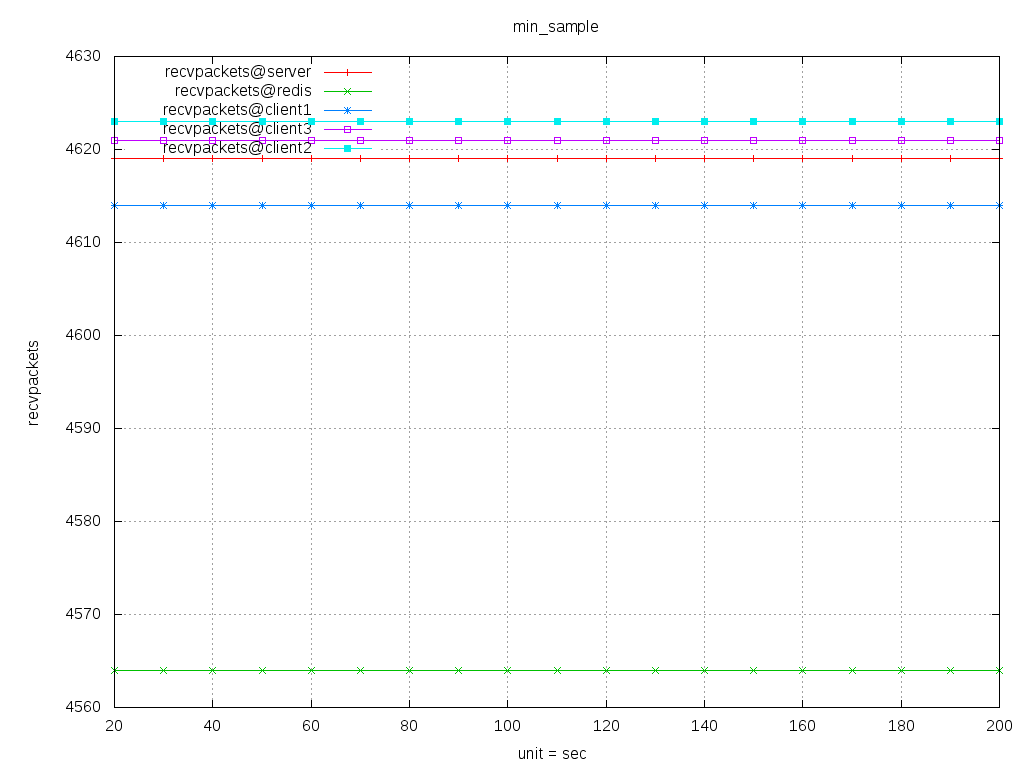 min_sample
4630
recvpackets@server
recvpackets@redis
recvpackets@client1
recvpackets@client3
recvpackets@client2
4620
4610
4600
4590
4580
4570
4560
recvpackets
20 40 60 80 100 120 140 160 180 200
unit = sec